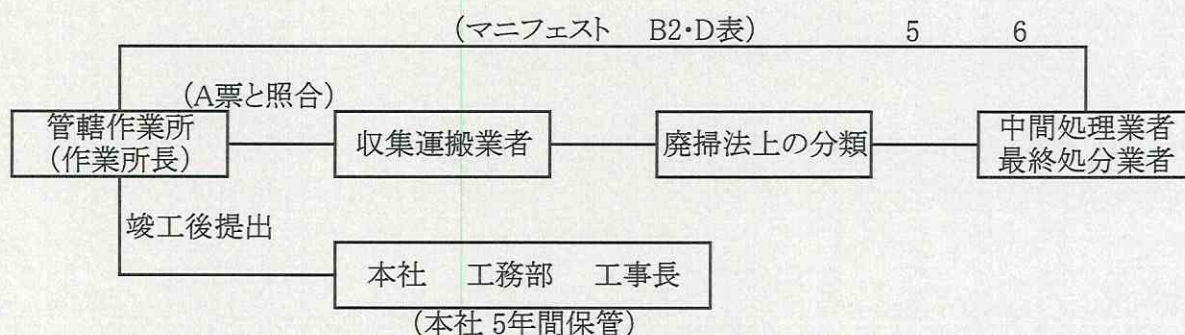 (マニフェスト B2・D表) 5 6
(A票と照合)
管轄作業所
(作業所長)
収集運搬業者
廃掃法上の分類
中間処理業者
最終処分業者
竣工後提出
本社 工務部 工事長
(本社 5年間保管)